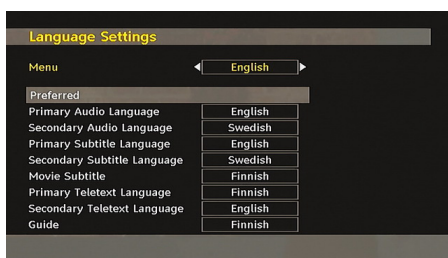 Language Settings
Menu English
Preferred
Primary Audio Language English
Secondary Audio Language Swedish
Primary Subtitle Language English
Secondary Subtitle Language Swedish
Movie Subtitle Finnish
Primary Teletext Language Finnish
Secondary Teletext Language English
Guide Finnish